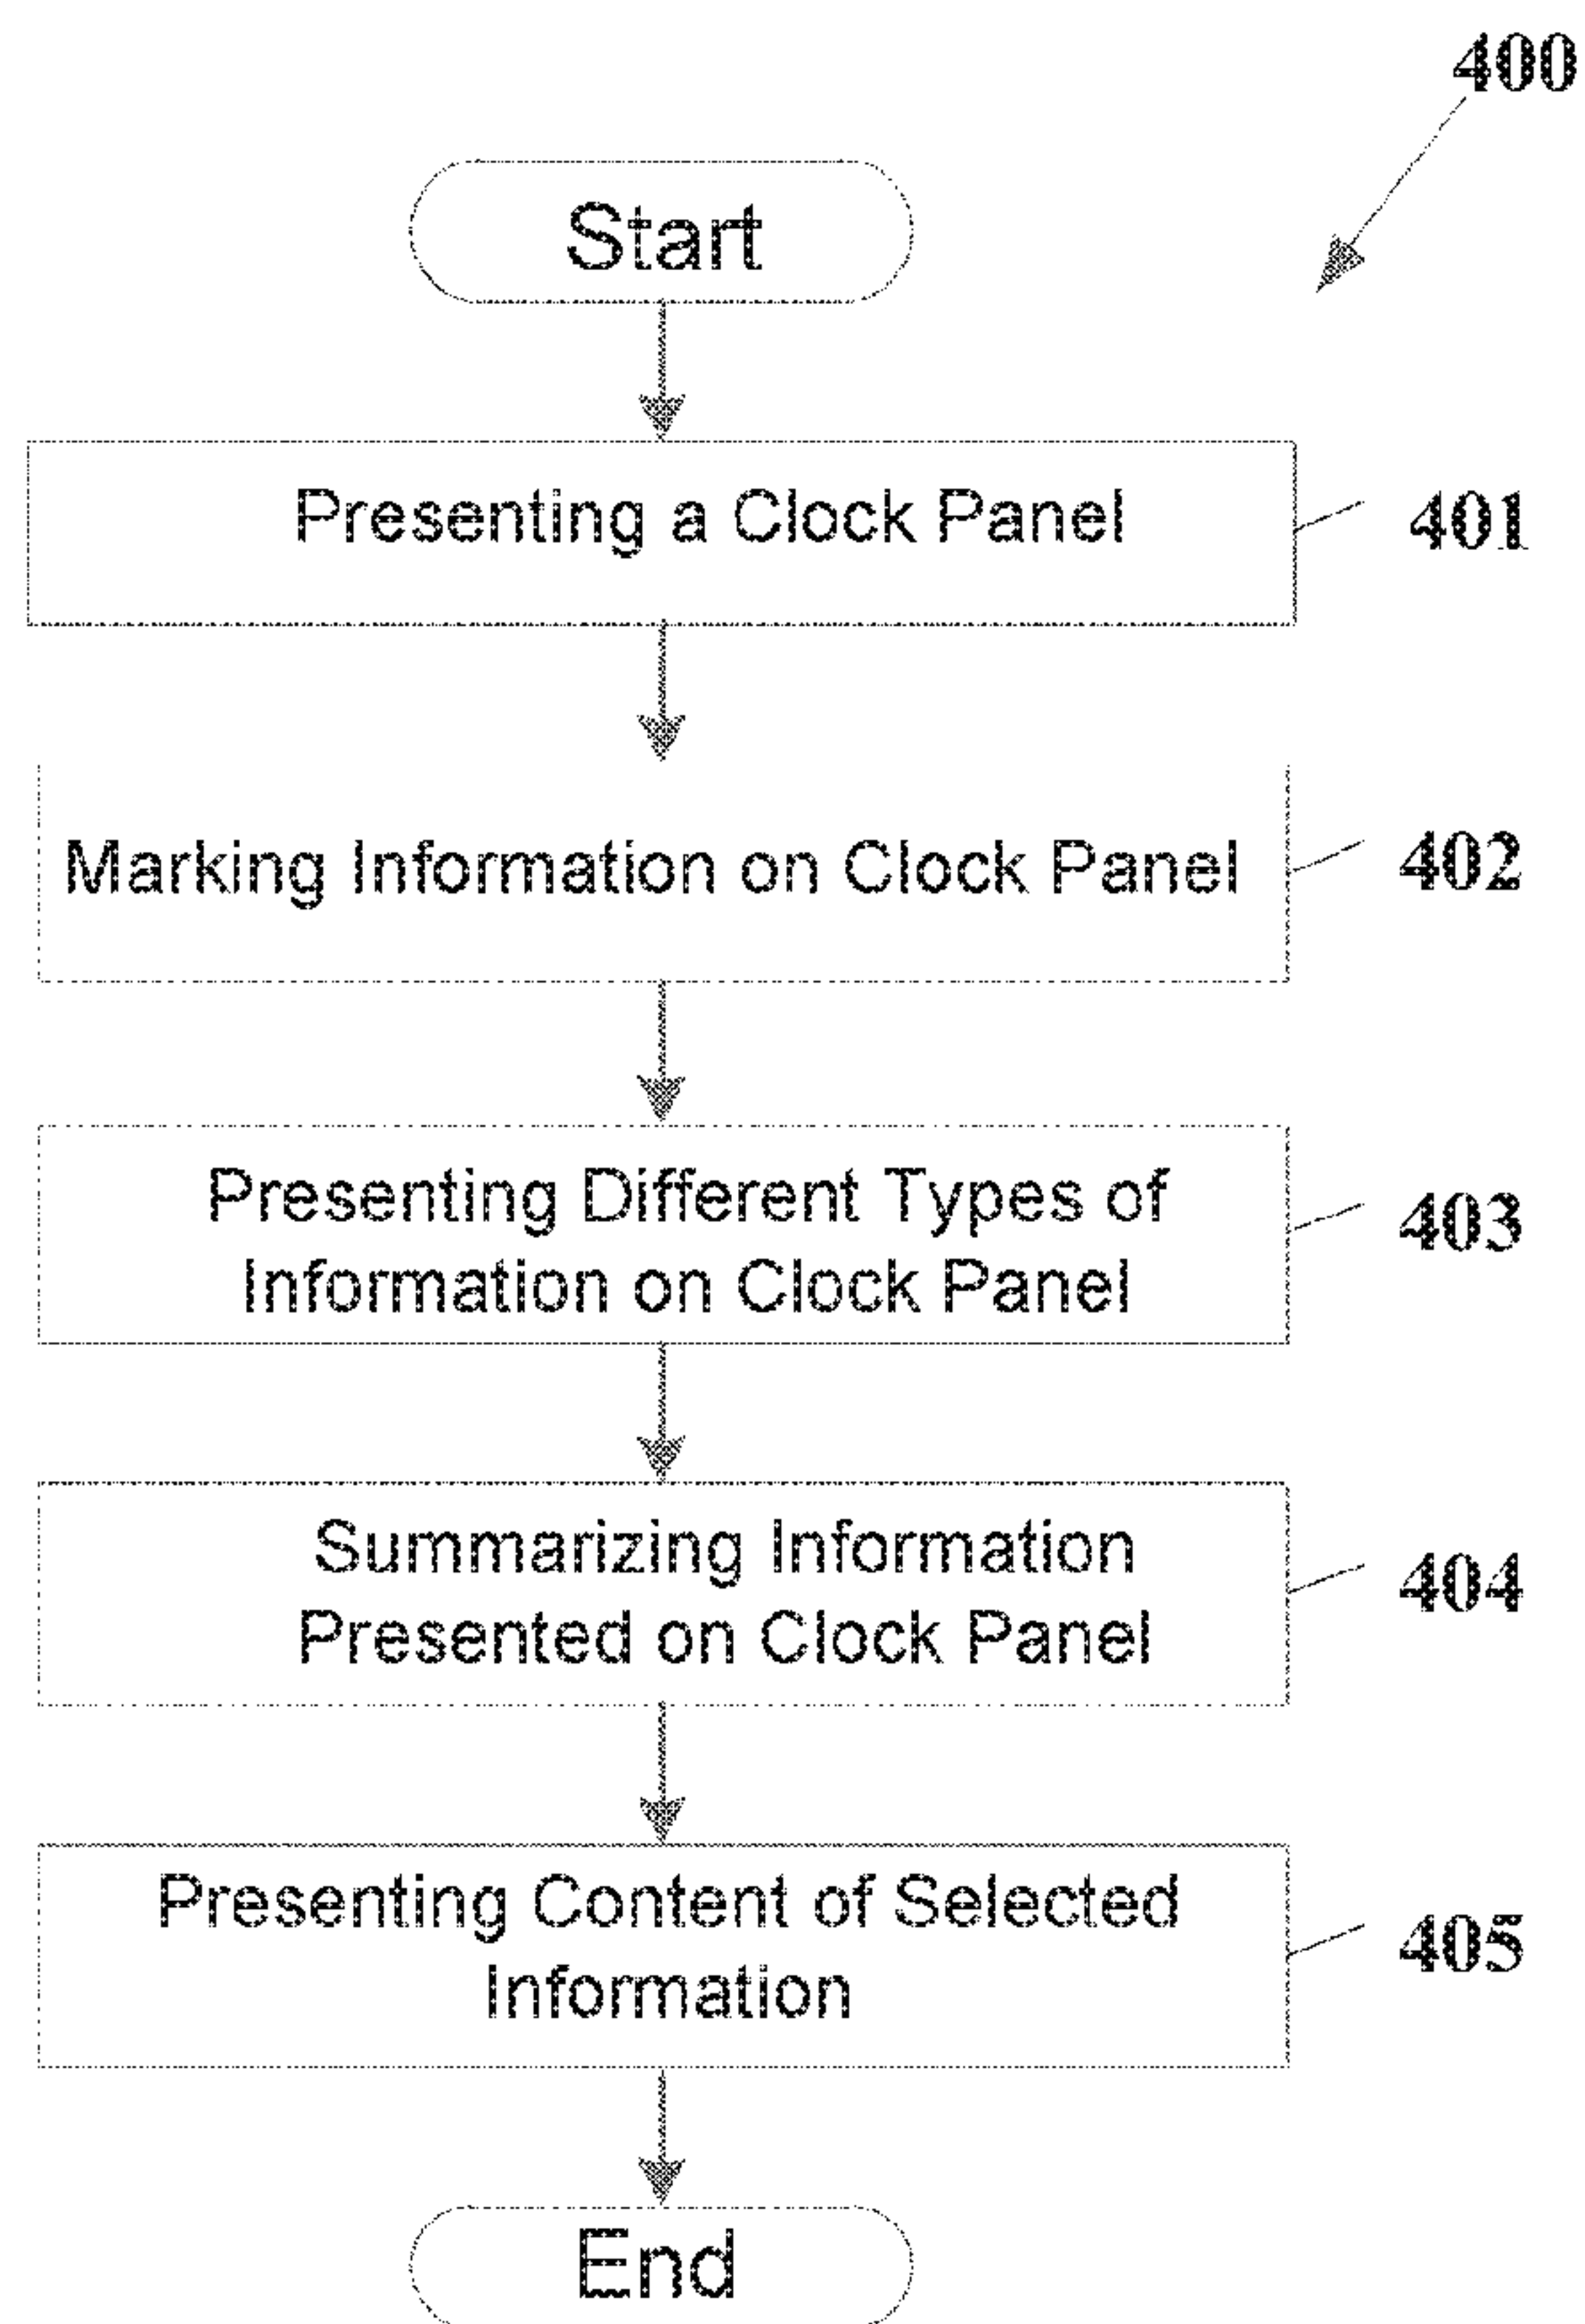 400
Start
Presenting a Clock Panel
401
Marking Information on Clock Panel
402
Presenting Different Types of
Information on Clock Panel
403
Summarizing Information
Presented on Clock Panel
404
Presenting Content of Selected
Information
405
End